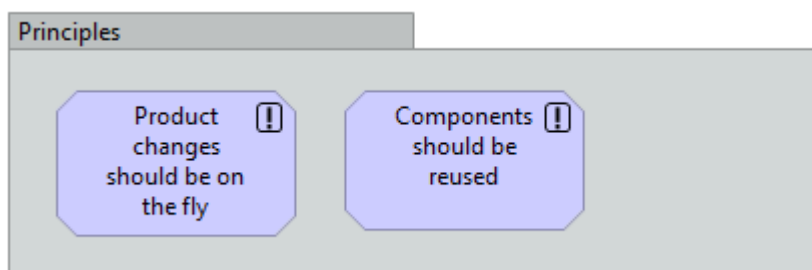 Principles
Product
changes
should be on
the fly
Components
should be
reused